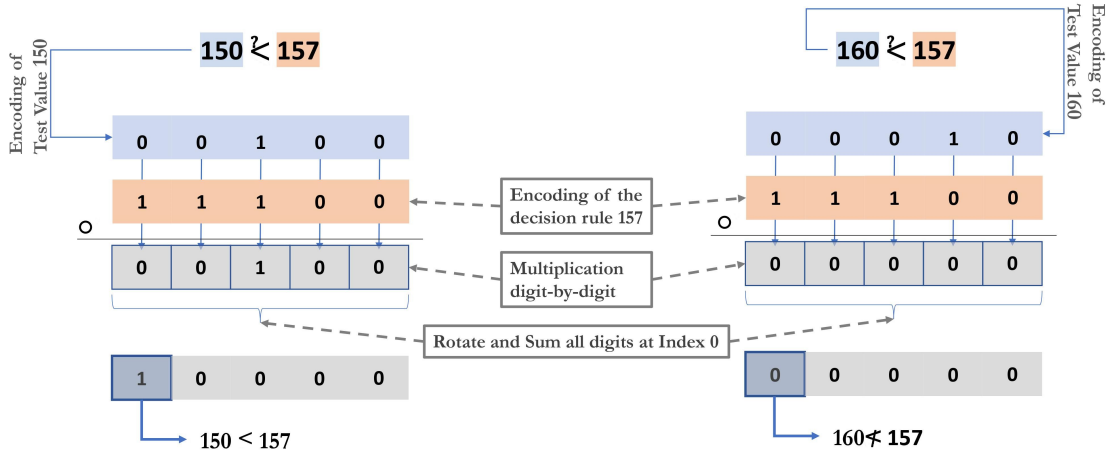 Encoding of
Test Value 150
150 ?< 157
0 0 1 0 0
1 1 1 0 0
0 0 1 0 0
1 0 0 0 0
150 < 157
Encoding of the
decision rule 157
Multiplication
digit-by-digit
Rotate and Sum all digits at Index 0
Encoding of
Test Value 160
160 ?< 157
0 0 0 1 0
1 1 1 0 0
0 0 0 0 0
0 0 0 0 0
160≮ 157